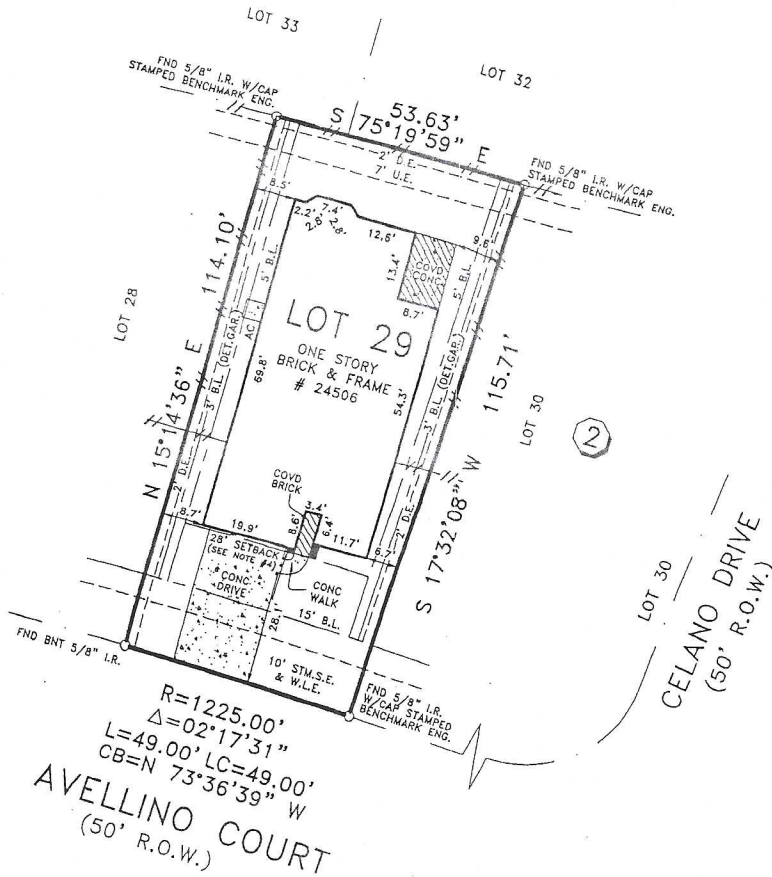 LOT 33
LOT 32
FND 5/8" I.R. W/CAP
STAMPED BENCHMARK ENG.
53.63'
S 75°19'59" E
2' D.E.
7' U.E.
FND 5/8" I.R. W/CAP
STAMPED BENCHMARK ENG.
8.5'
2.2'
7.4'
2.8'
2.8'
12.6'
9.6'
13.4'
COVD
CONC
8.7'
5' B.L.
5' B.L.
114.10'
N 15°14'36" E
LOT 28
AC
LOT 29
ONE STORY
BRICK & FRAME
# 24506
69.8'
54.3'
3' B.L. (DET.GAR.)
3' B.L. (DET.GAR.)
115.71'
S 17°32'08" W
LOT 30
2
2' D.E.
2' D.E.
COVD
BRICK
3.4'
8.6'
6.4'
8.7'
19.9'
11.7'
6.7'
28' SETBACK
(SEE NOTE #4)
CONC
DRIVE
CONC
WALK
28.
15' B.L.
10' STM.S.E.
& W.L.E.
FND BNT 5/8" I.R.
FND 5/8" I.R.
W/CAP STAMPED
BENCHMARK ENG.
LOT 30
CELANO DRIVE
(50' R.O.W.)
R=1225.00'
Δ=02°17'31"
L=49.00' LC=49.00'
CB=N 73°36'39" W
AVELLINO COURT
(50' R.O.W.)